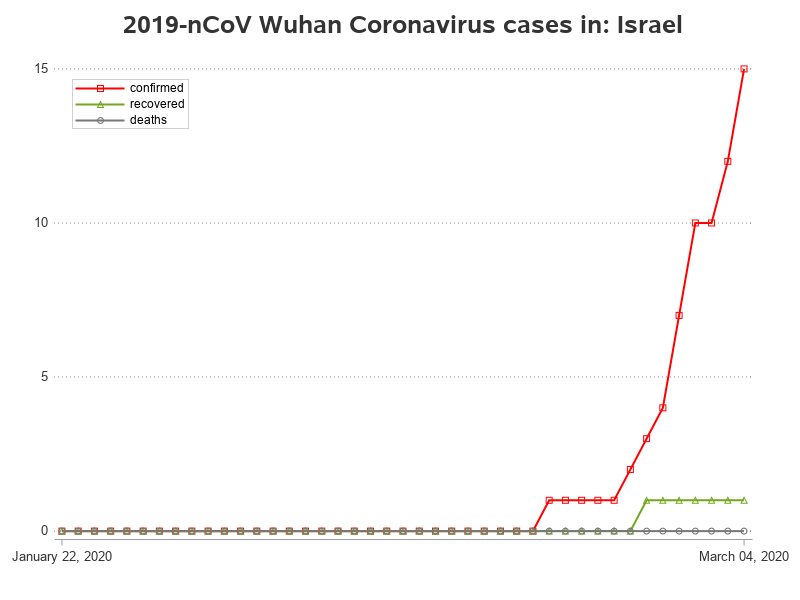 2019-nCoV Wuhan Coronavirus cases in: Israel
15
confirmed
recovered
deaths
10
5
0
January 22, 2020
March 04, 2020